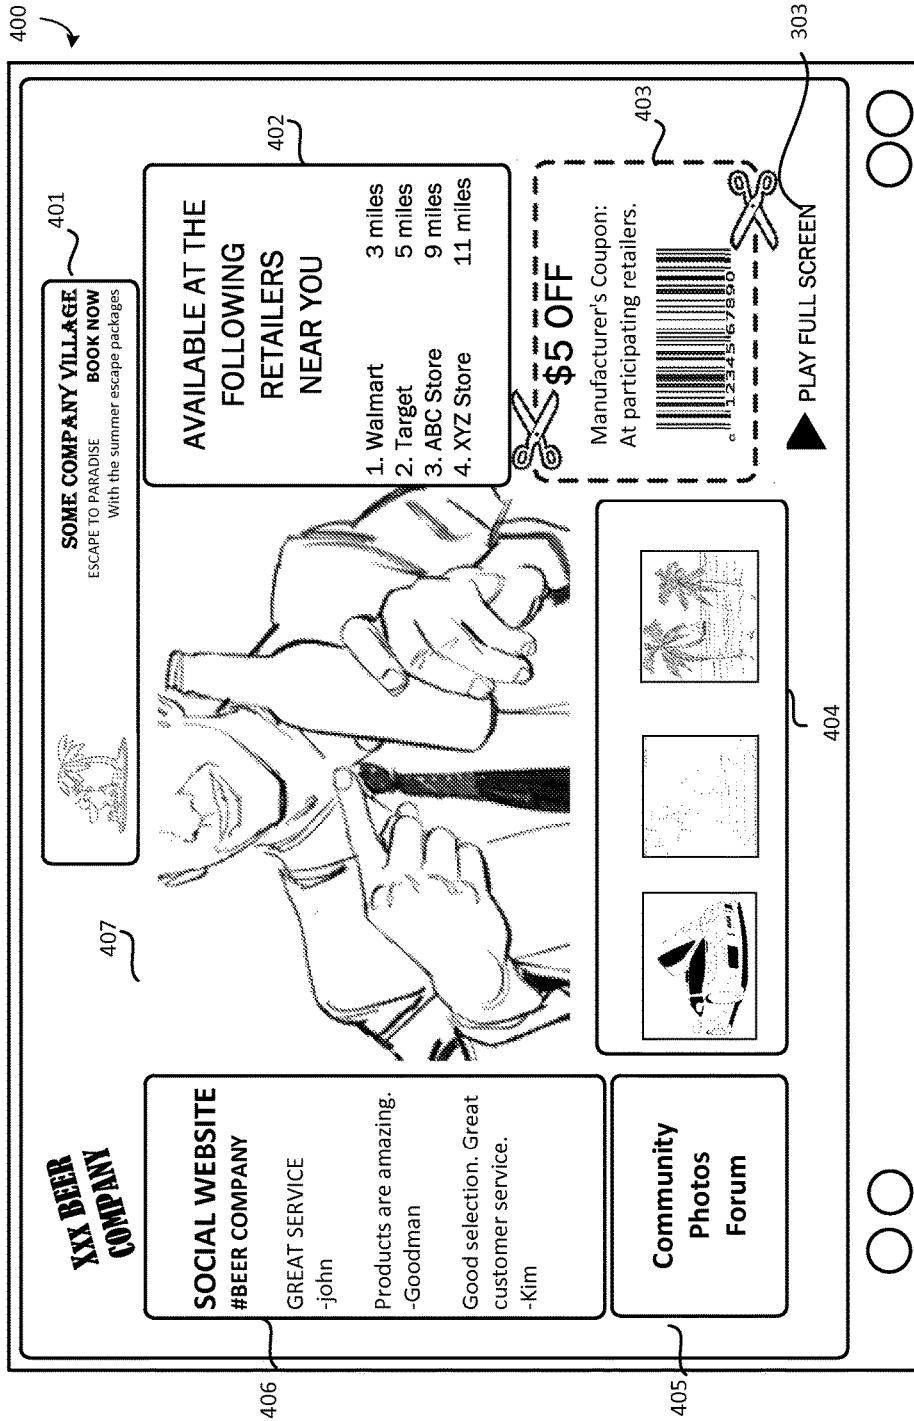 400
XXX BEER
COMPANY
401
SOME COMPANY VILLAGE
ESCAPE TO PARADISE
BOOK NOW
With the summer escape packages
407
406
SOCIAL WEBSITE
#BEER COMPANY
GREAT SERVICE
-john
Products are amazing.
-Goodman
Good selection. Great
customer service.
-Kim
402
AVAILABLE AT THE
FOLLOWING
RETAILERS
NEAR YOU
1. Walmart 3 miles
2. Target 5 miles
3. ABC Store 9 miles
4. XYZ Store 11 miles
403
$5 OFF
Manufacturer's Coupon:
At participating retailers.
0 12345 67890
405
Community
Photos
Forum
404
PLAY FULL SCREEN
303